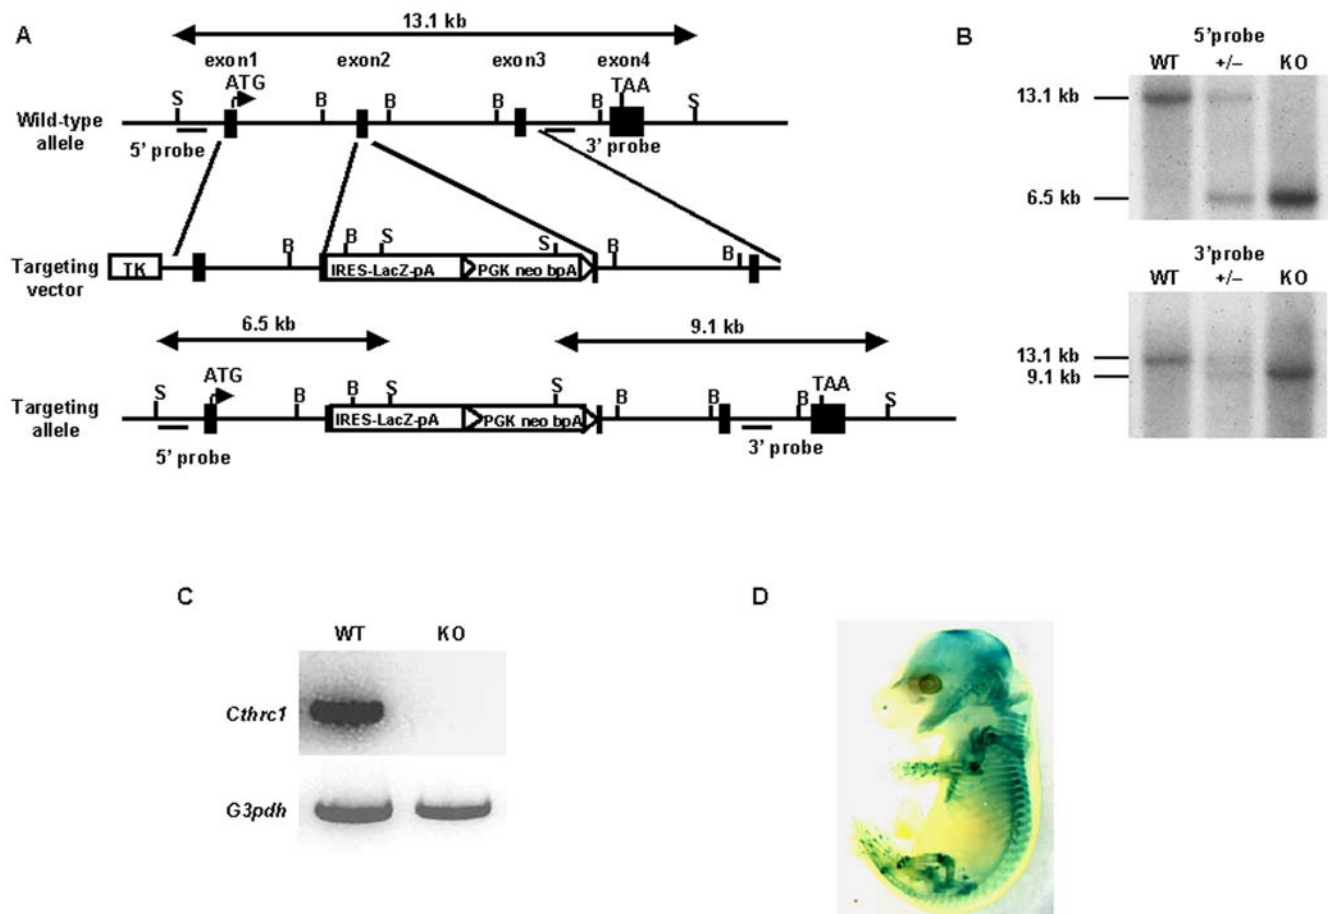 A
13.1 kb
exon1 exon2 exon3 exon4
ATG TAA
S B B B B S
Wild-type
allele
5' probe 3' probe
B B S S B B
Targeting
vector
TK IRES-LacZ-pA PGK neo bpA
6.5 kb 9.1 kb
ATG TAA
S B B S S B B B S
Targeting
allele
IRES-LacZ-pA PGK neo bpA
5' probe 3' probe
B
5'probe
WT +/– KO
13.1 kb
6.5 kb
3'probe
WT +/– KO
13.1 kb
9.1 kb
C
WT KO
Cthrc1
G3pdh
D